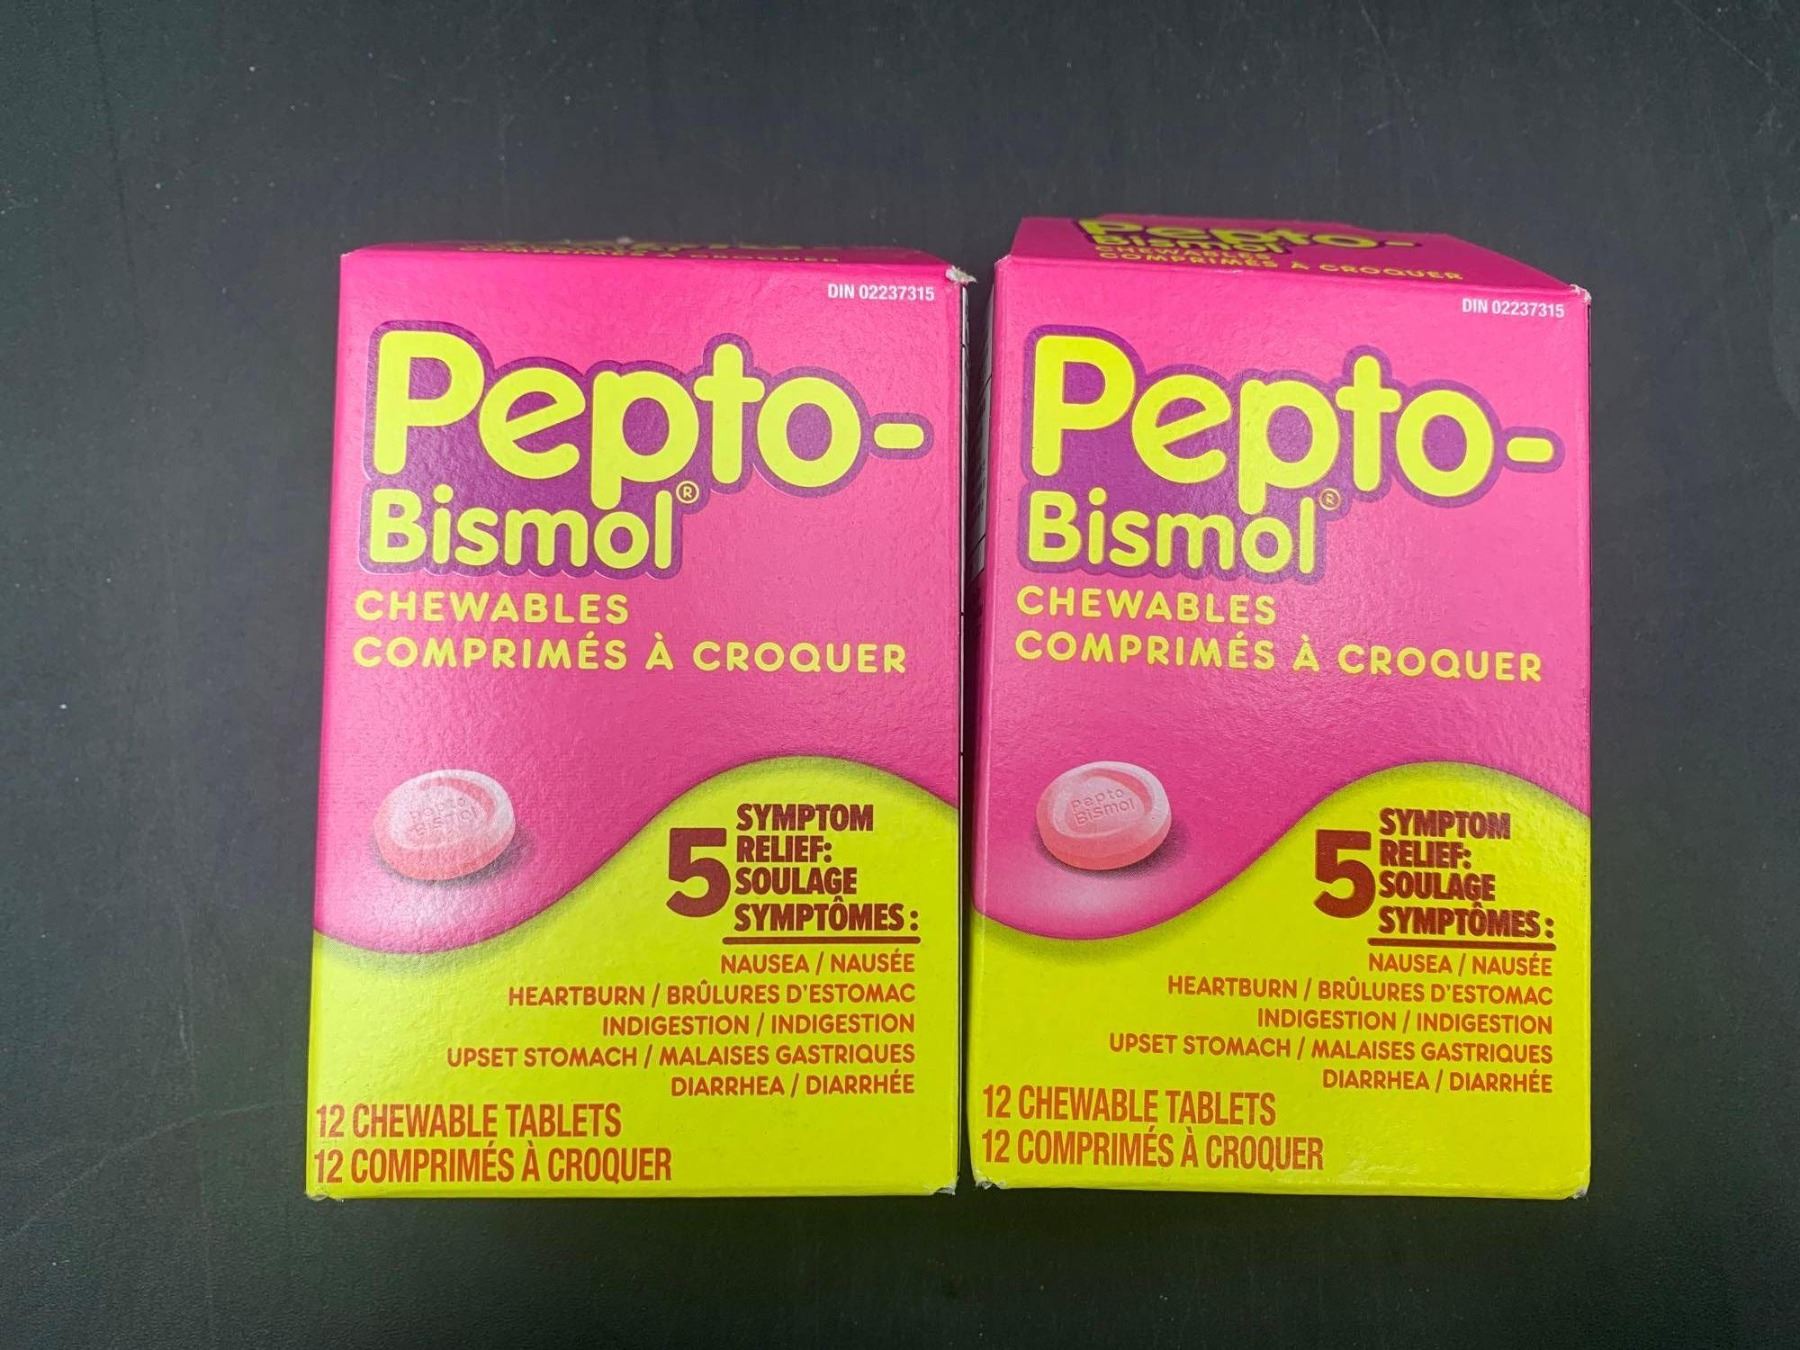 DIN 02237315
Pepto-
Bismol®
CHEWABLES
COMPRIMÉS À CROQUER
Pepto
Bismol
5 SYMPTOM
RELIEF:
SOULAGE
SYMPTÔMES :
NAUSEA / NAUSÉE
HEARTBURN / BRÛLURES D'ESTOMAC
INDIGESTION / INDIGESTION
UPSET STOMACH / MALAISES GASTRIQUES
DIARRHEA / DIARRHÉE
12 CHEWABLE TABLETS
12 COMPRIMÉS À CROQUER
Pepto-
Bismol
CHEWABLES
COMPRIMÉS À CROQUER
DIN 02237315
Pepto-
Bismol®
CHEWABLES
COMPRIMÉS À CROQUER
Pepto
Bismol
5 SYMPTOM
RELIEF:
SOULAGE
SYMPTÔMES :
NAUSEA / NAUSÉE
HEARTBURN / BRÛLURES D'ESTOMAC
INDIGESTION / INDIGESTION
UPSET STOMACH / MALAISES GASTRIQUES
DIARRHEA / DIARRHÉE
12 CHEWABLE TABLETS
12 COMPRIMÉS À CROQUER